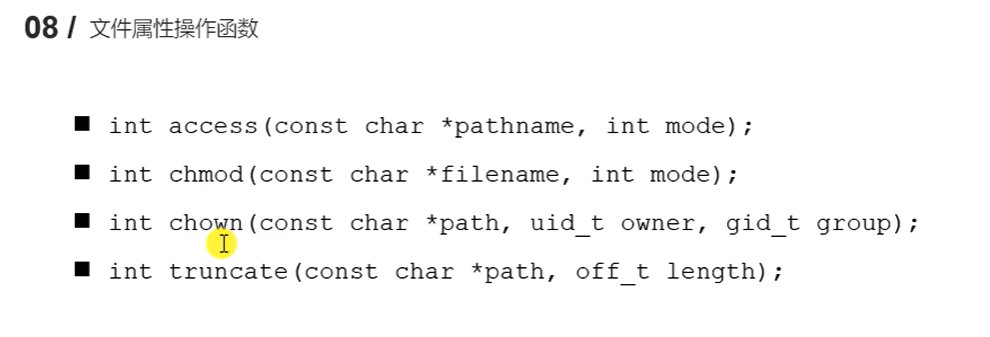 08 / 文件属性操作函数
■ int access(const char *pathname, int mode);
■ int chmod(const char *filename, int mode);
■ int chown(const char *path, uid_t owner, gid_t group);
■ int truncate(const char *path, off_t length);